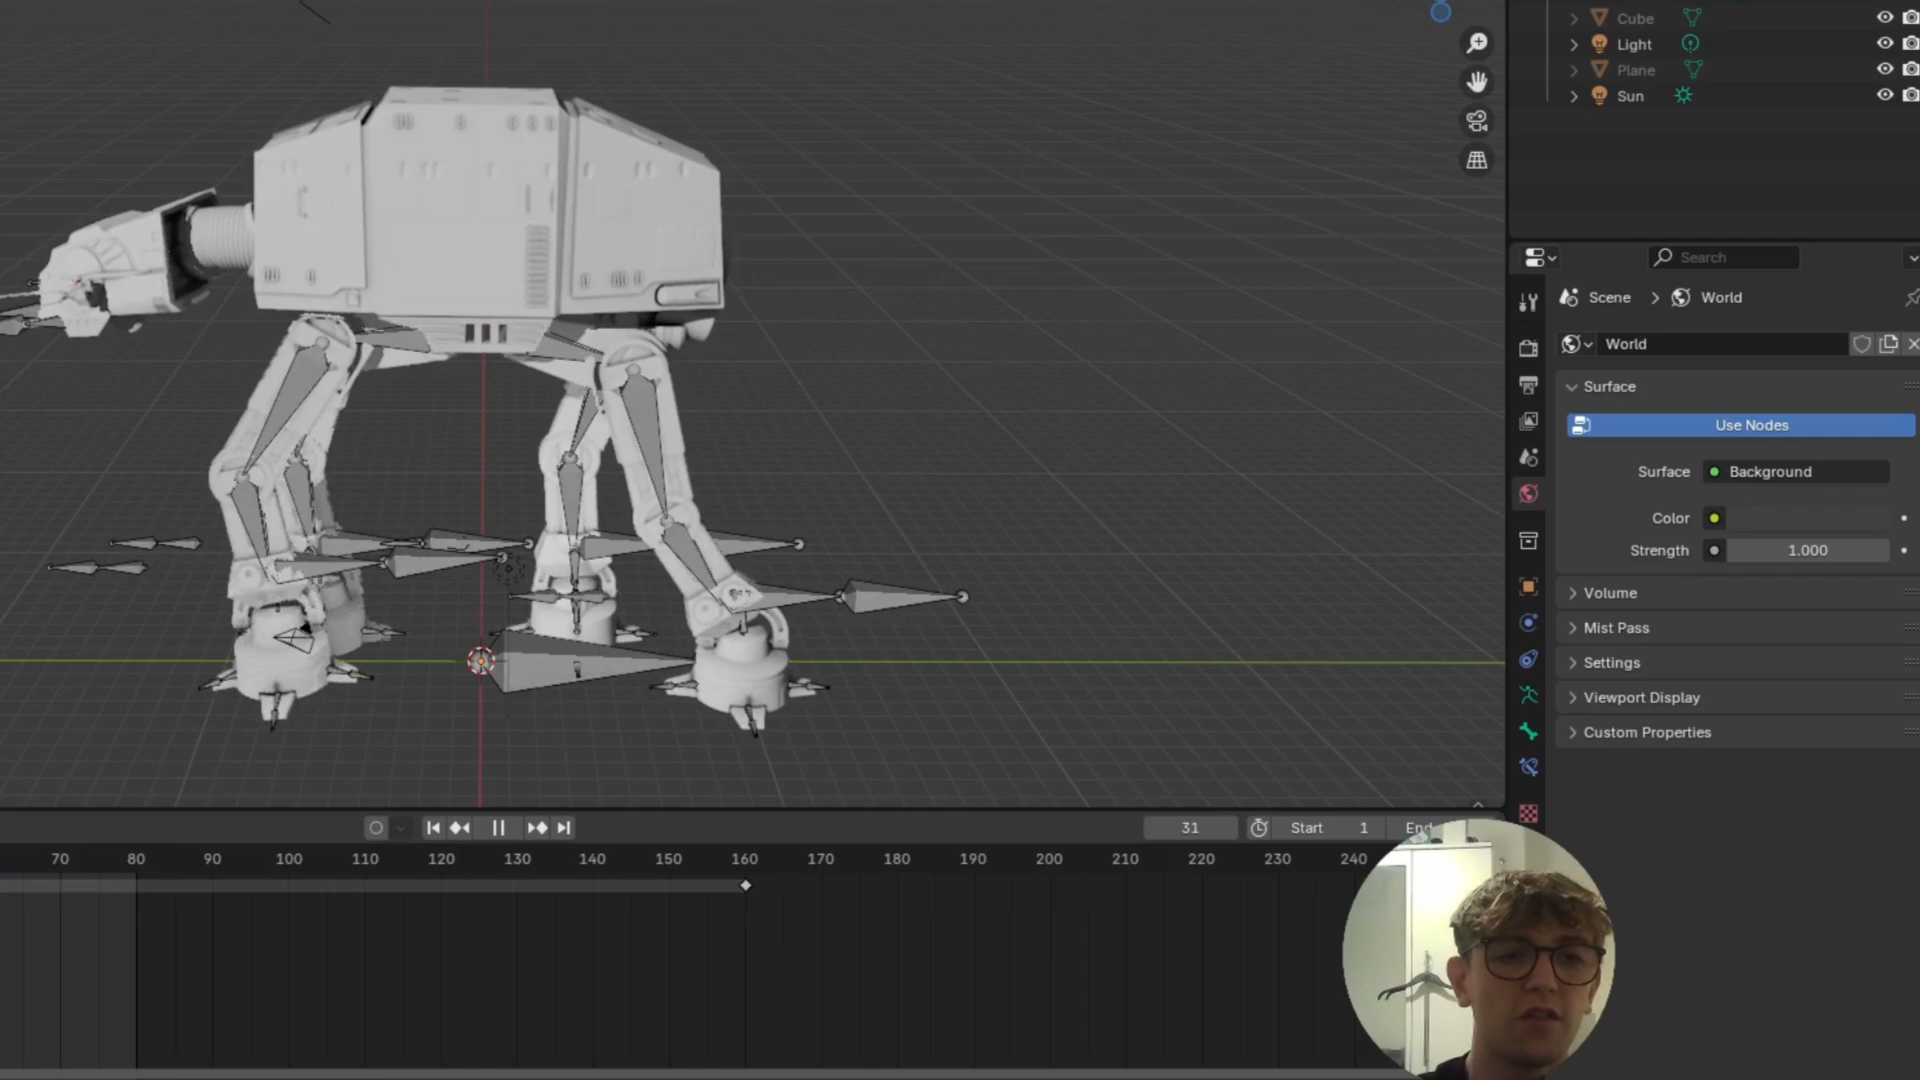 Cube
Light
Plane
Sun
Search
Scene > World
World
Surface
Use Nodes
Surface Background
Color
Strength 1.000
Volume
Mist Pass
Settings
Viewport Display
Custom Properties
31 Start 1 End
70 80 90 100 110 120 130 140 150 160 170 180 190 200 210 220 230 240